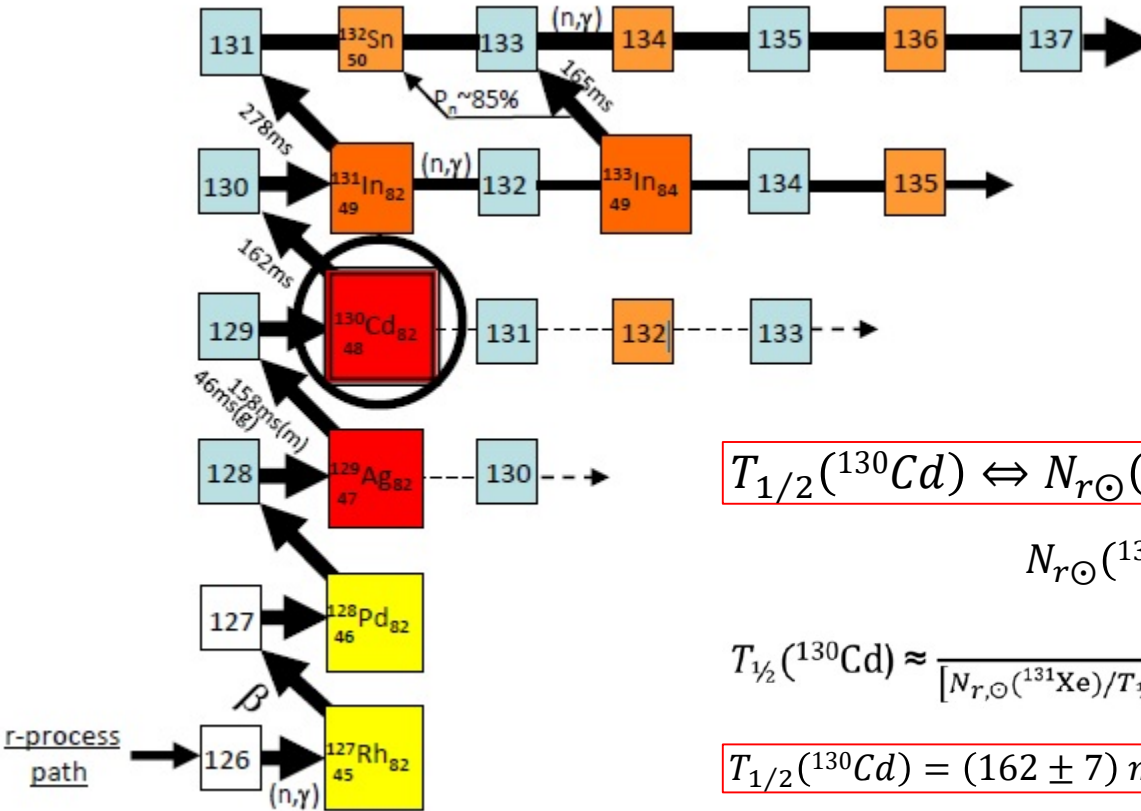 131 ¹³²Sn 50 133 (n,γ) 134 135 136 137
Pₙ~85% 165ms
278ms
130 ¹³¹In₈₂ 49 (n,γ) 132 ¹³³In₈₄ 49 134 135
162ms
129 ¹³⁰Cd₈₂ 48 131 132 133
46ms(g) 158ms(m)
128 ¹²⁹Ag₈₂ 47 130
127 ¹²⁸Pd₈₂ 46
β
r-process path 126 (n,γ) ¹²⁷Rh₈₂ 45
T₁/₂(¹³⁰Cd) ⇔ Nᵣ⊙(
Nᵣ⊙(¹³
T½(¹³⁰Cd) ≈
[Nᵣ,⊙(¹³¹Xe)/T
T₁/₂(¹³⁰Cd) = (162 ± 7)